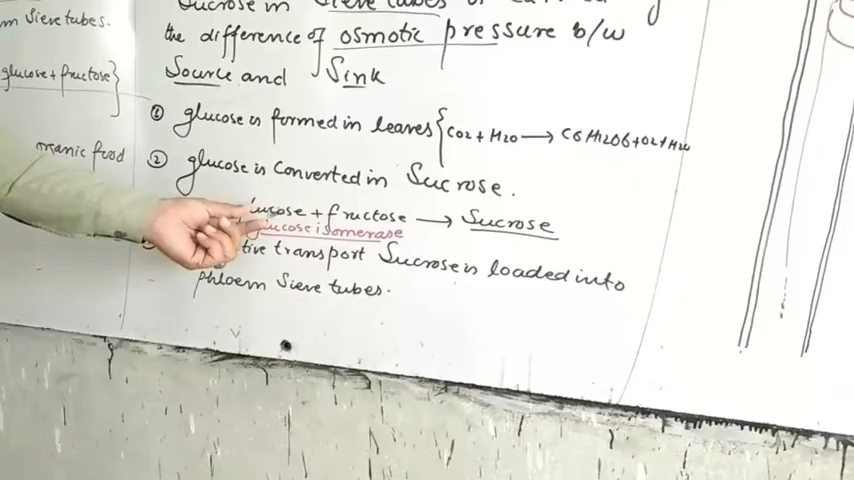 m Sieve tubes.
glucose + fructose}
organic food
Sucrose in Sieve tubes
the difference of osmotic pressure b/w
Source and Sink
① glucose is formed in leaves {CO2 + H2O → C6H12O6 + O2 + H2O
② glucose is Converted in Sucrose.
lucose + fructose → Sucrose
glucose isomerase
tive transport Sucrose is loaded into
Phloem Sieve tubes.